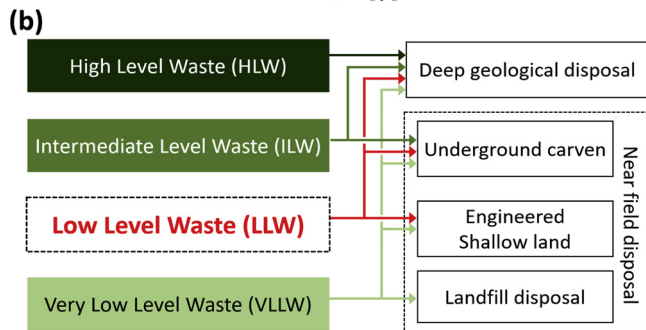 (b)
High Level Waste (HLW)
Deep geological disposal
Intermediate Level Waste (ILW)
Underground carven
Low Level Waste (LLW)
Engineered
Shallow land
Very Low Level Waste (VLLW)
Landfill disposal
Near field disposal